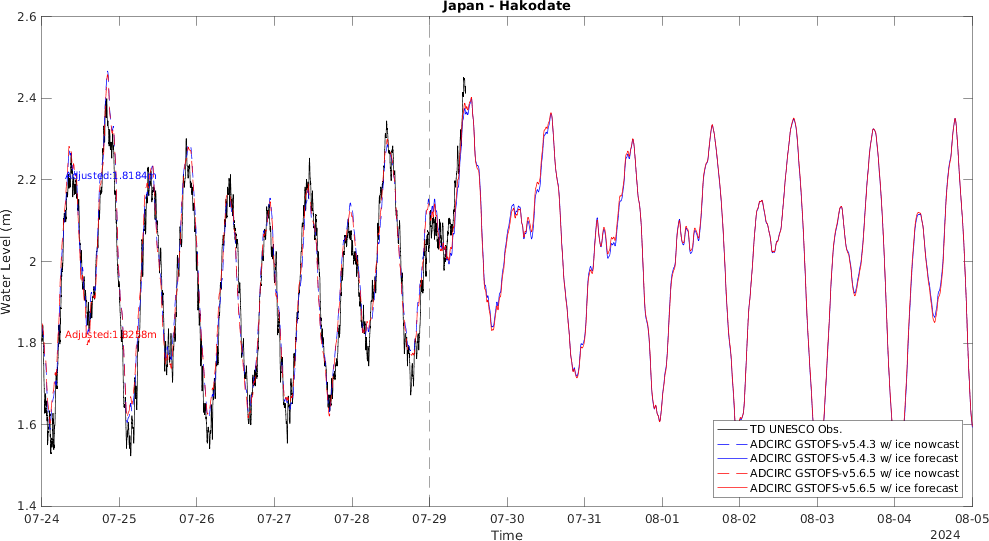 Japan - Hakodate
2.6
2.4
2.2
2
1.8
1.6
1.4
Water Level (m)
Adjusted:1.8184m
Adjusted:1.8258m
TD UNESCO Obs.
ADCIRC GSTOFS-v5.4.3 w/ ice nowcast
ADCIRC GSTOFS-v5.4.3 w/ ice forecast
ADCIRC GSTOFS-v5.6.5 w/ ice nowcast
ADCIRC GSTOFS-v5.6.5 w/ ice forecast
07-24 07-25 07-26 07-27 07-28 07-29 07-30 07-31 08-01 08-02 08-03 08-04 08-05
Time
2024